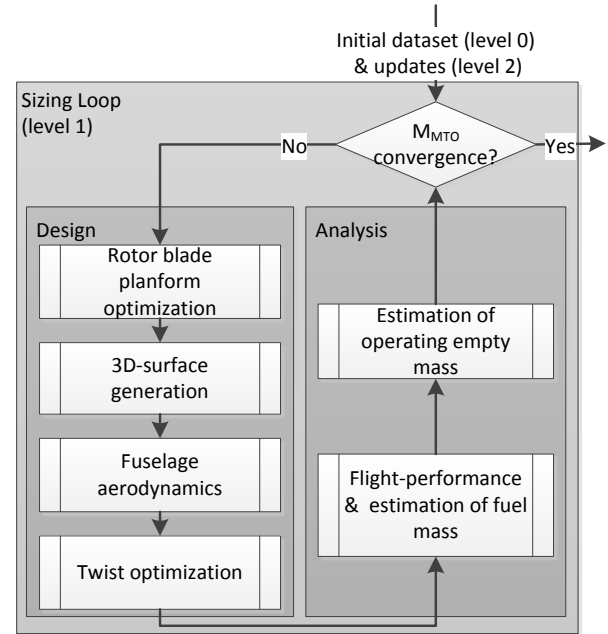 Initial dataset (level 0)
& updates (level 2)
Sizing Loop
(level 1)
MMTO
convergence?
No
Yes
Design
Rotor blade
planform
optimization
3D-surface
generation
Fuselage
aerodynamics
Twist optimization
Analysis
Estimation of
operating empty
mass
Flight-performance
& estimation of fuel
mass